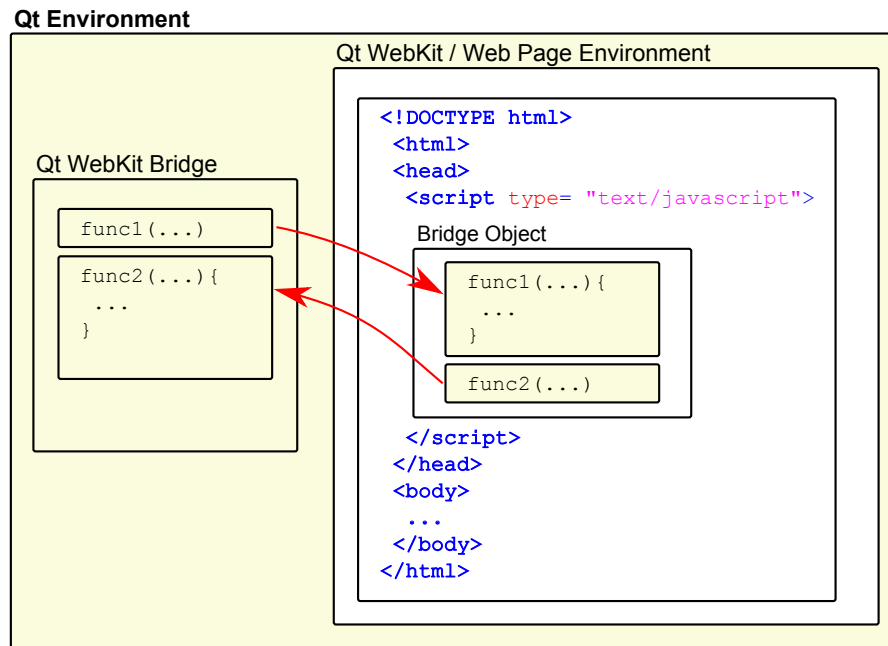 Qt Environment
Qt WebKit / Web Page Environment
Qt WebKit Bridge
func1(...)
func2(...){
...
}
<!DOCTYPE html>
<html>
<head>
<script type= "text/javascript">
Bridge Object
func1(...){
...
}
func2(...)
</script>
</head>
<body>
...
</body>
</html>